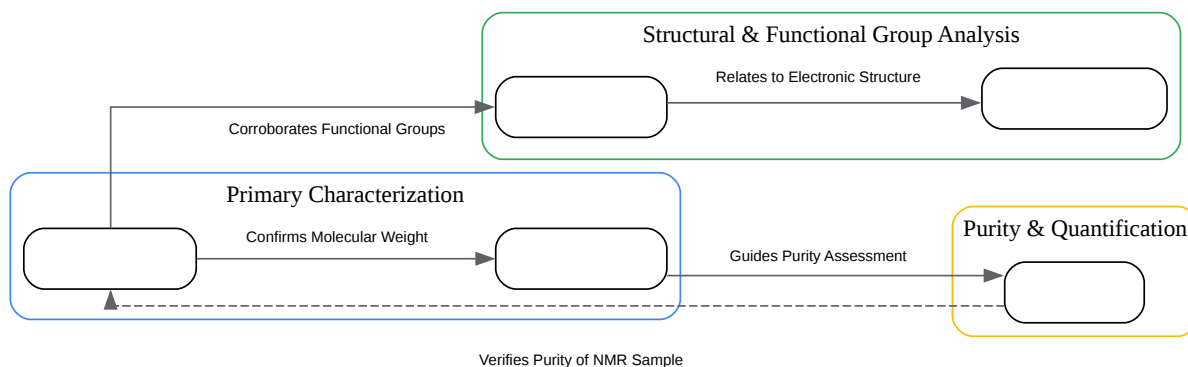 Structural & Functional Group Analysis
Relates to Electronic Structure
Corroborates Functional Groups
Primary Characterization
Confirms Molecular Weight
Purity & Quantification
Guides Purity Assessment
Verifies Purity of NMR Sample